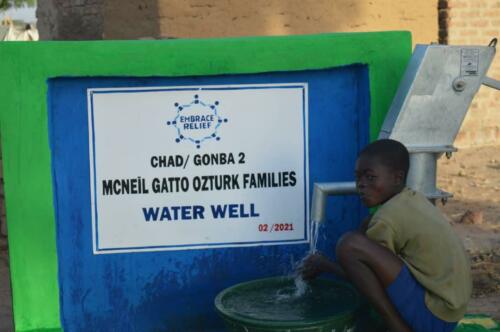 EMBRACE
RELIEF
CHAD/ GONBA 2
MCNEİL GATTO OZTURK FAMILIES
WATER WELL
02/2021